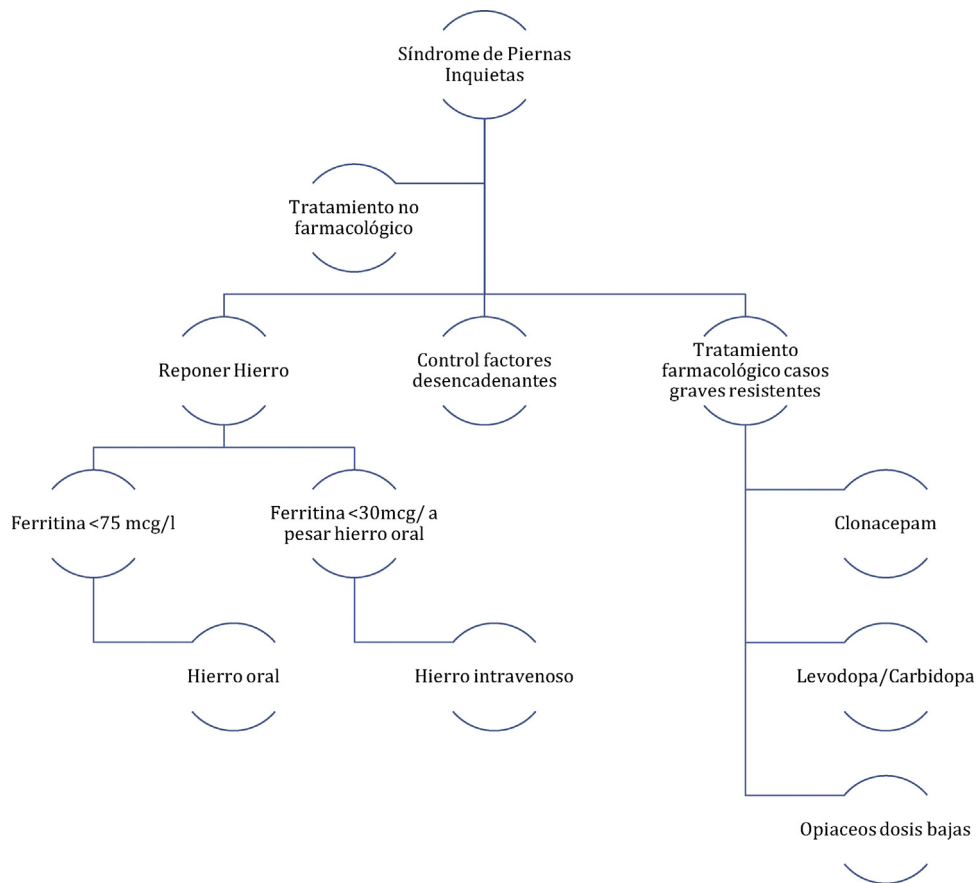 Síndrome de Piernas
Inquietas
Tratamiento no
farmacológico
Reponer Hierro
Control factores
desencadenantes
Tratamiento
farmacológico casos
graves resistentes
Ferritina <75 mcg/l
Ferritina <30mcg/ a
pesar hierro oral
Clonacepam
Hierro oral
Hierro intravenoso
Levodopa/Carbidopa
Opiaceos dosis bajas